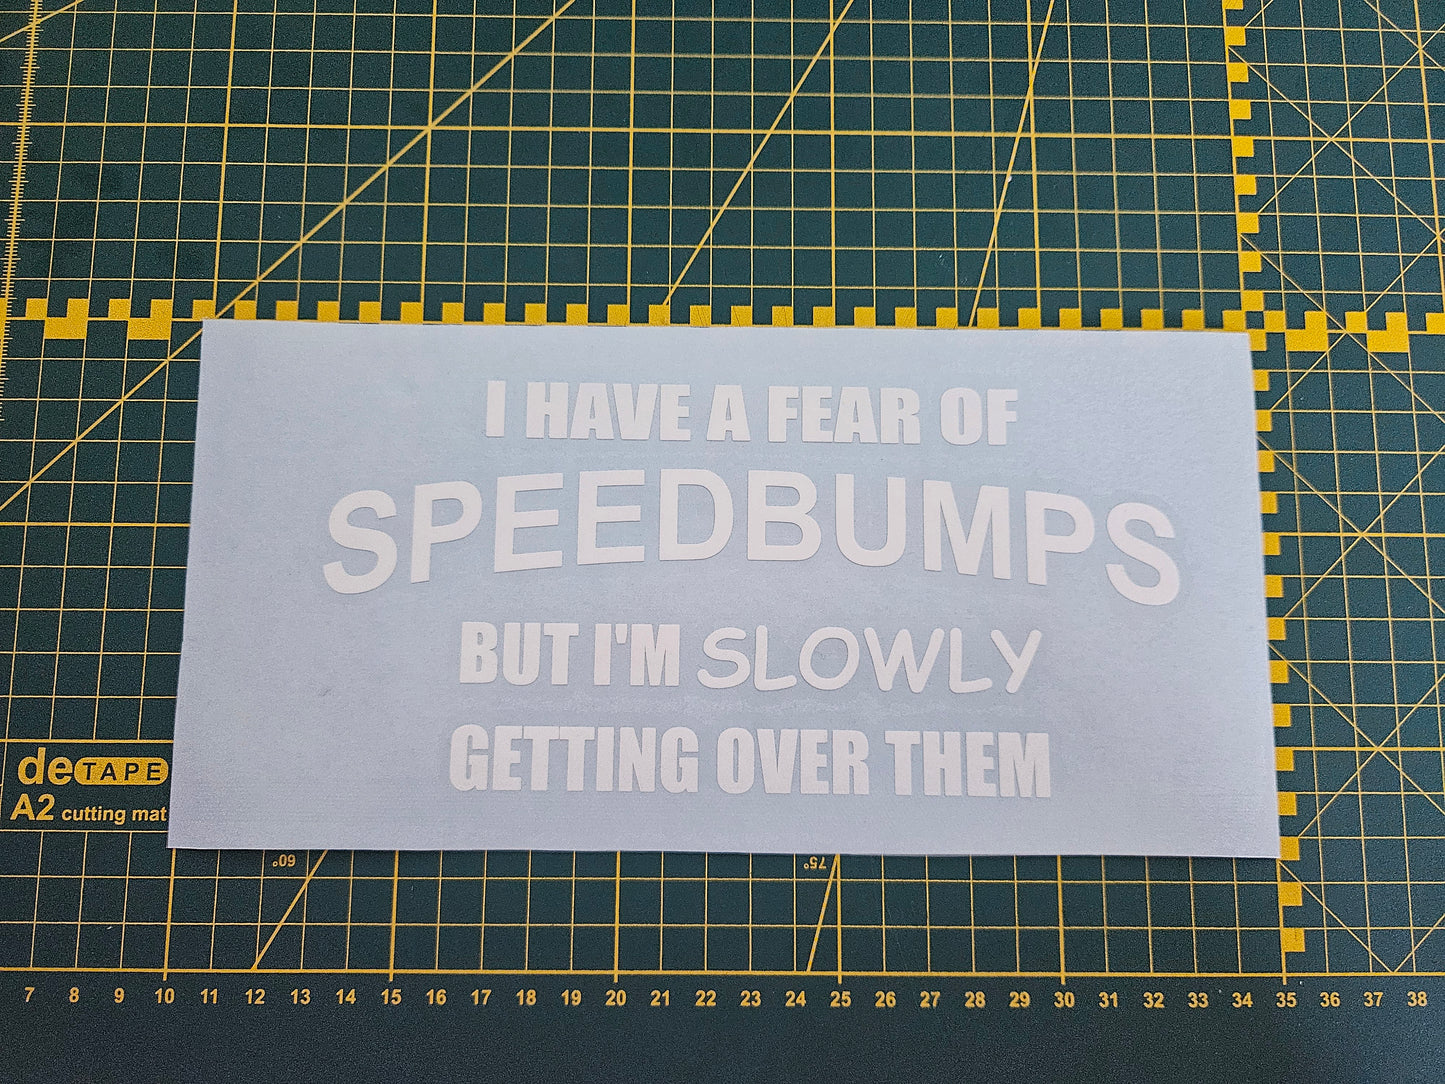 I HAVE A FEAR OF
SPEEDBUMPS
BUT I'M SLOWLY
GETTING OVER THEM
deTAPE
A2 cutting mat
60°
75°
7 8 9 10 11 12 13 14 15 16 17 18 19 20 21 22 23 24 25 26 27 28 29 30 31 32 33 34 35 36 37 38